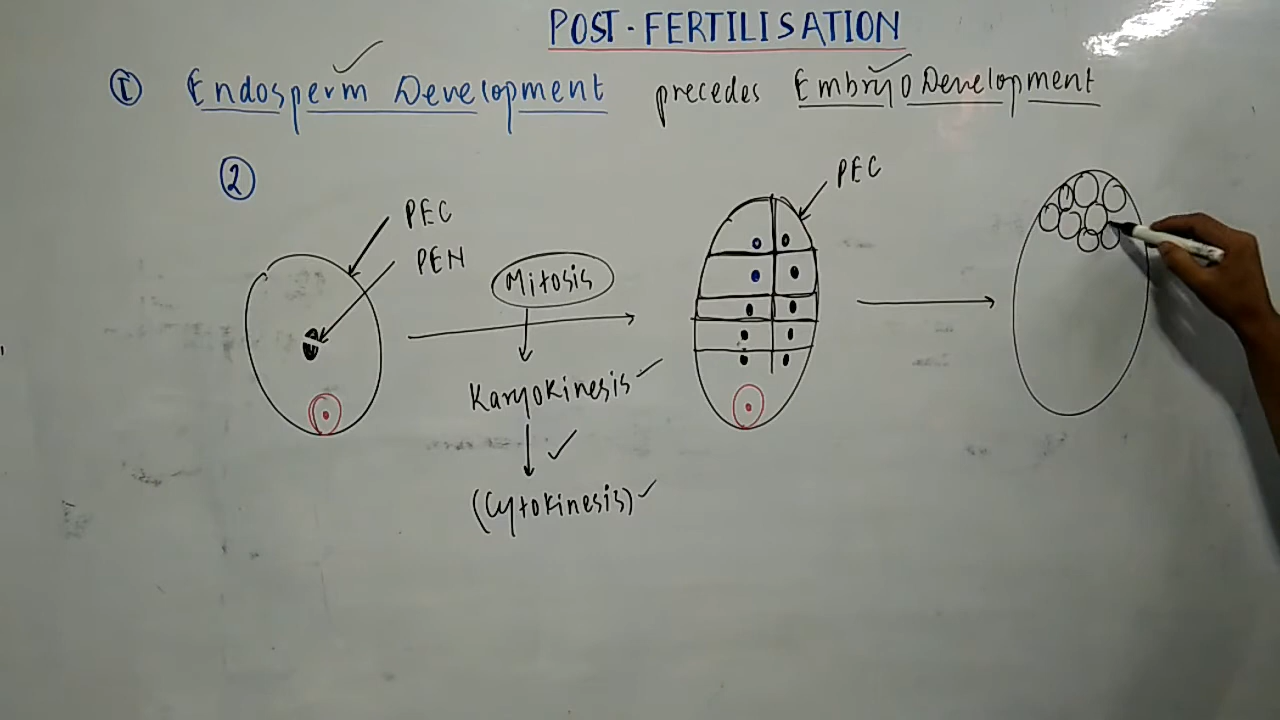 POST-FERTILISATION
① Endosperm Development precedes Embryo Development
②
PEC
PEN
Mitosis
Karyokinesis
(Cytokinesis)
PEC